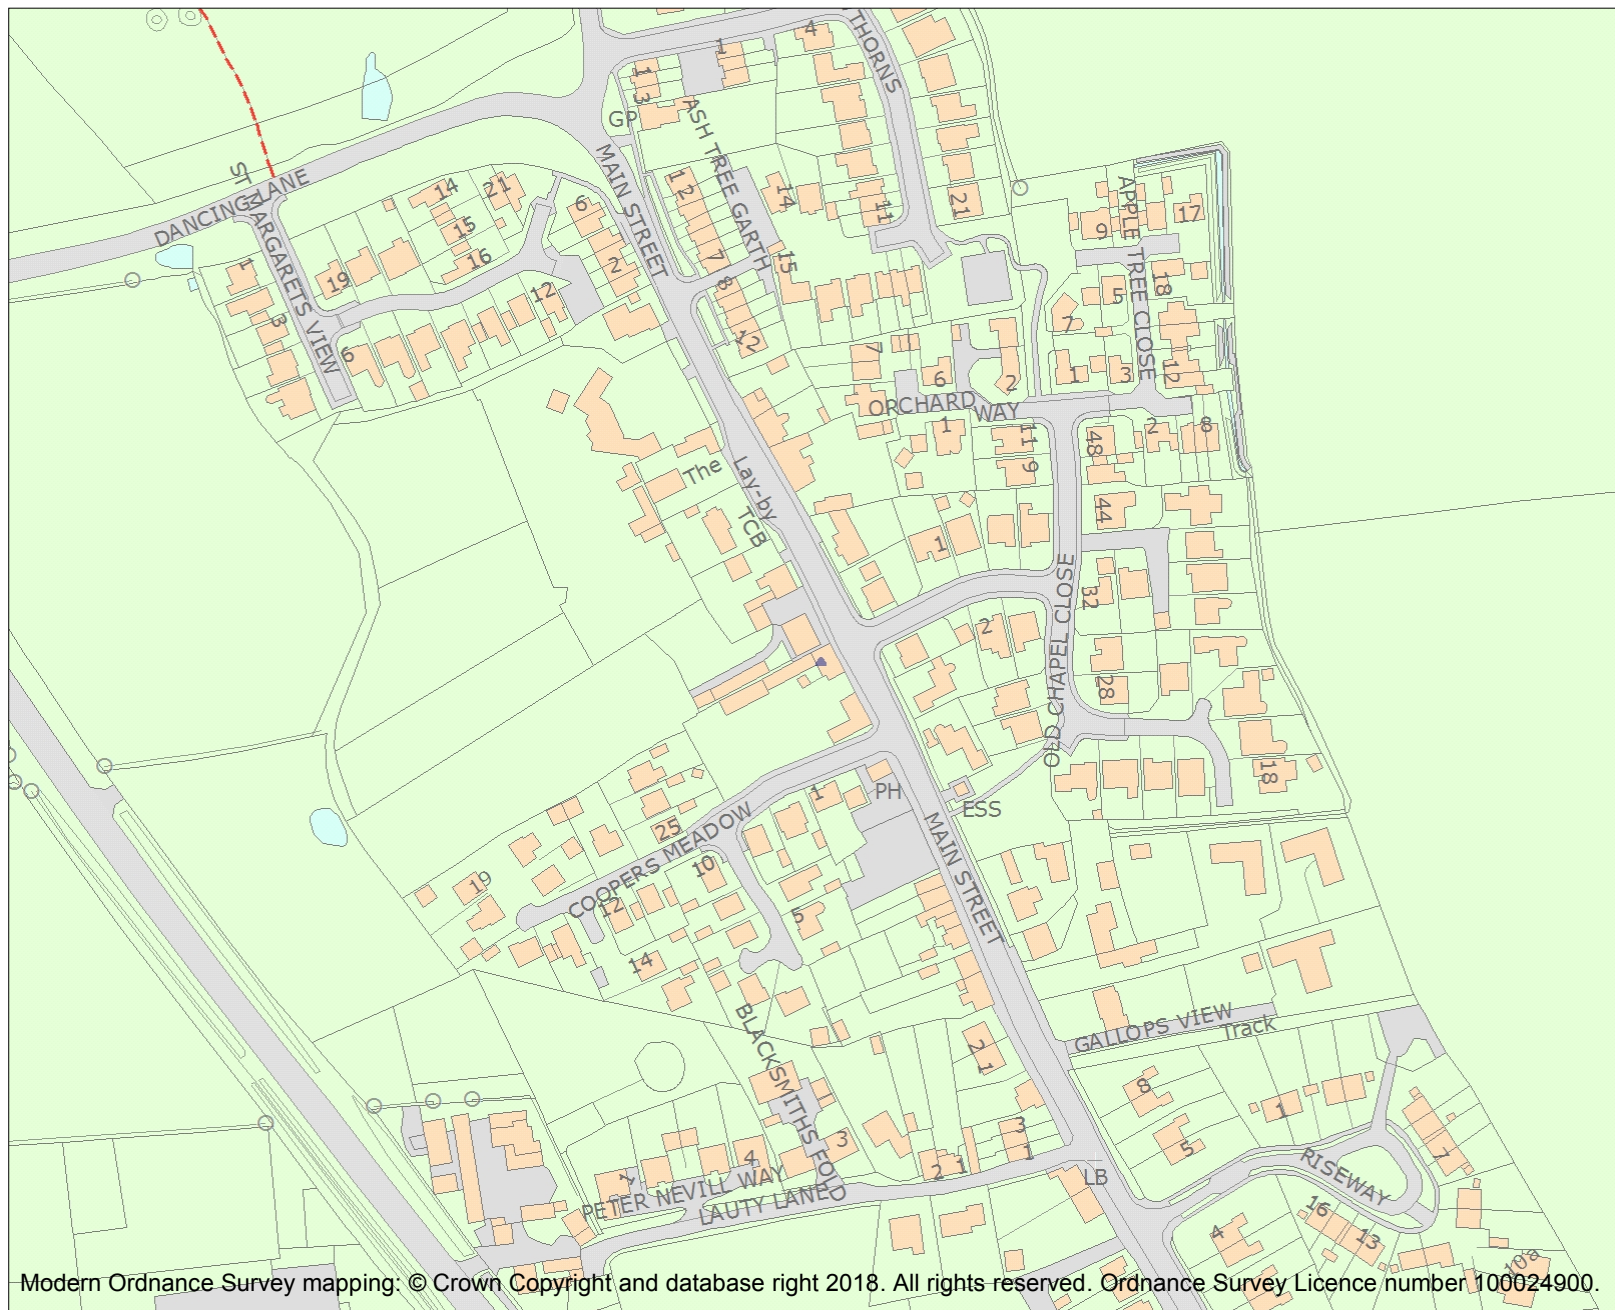 THORNS
1
4
1
3
GP
ASH TREE GARTH
MAIN STREET
DANCING LANE
ST MARGARETS VIEW
14
21
15
16
19
6
2
12
1
3
6
1
2
7
8
12
14
15
11
21
APPLE TREE CLOSE
9
17
5
18
7
1
3
12
7
6
2
ORCHARD WAY
1
11
9
48
2
8
44
The
Lay-by
TCB
1
32
2
28
OLD CHAPEL CLOSE
18
PH
ESS
MAIN STREET
COOPERS MEADOW
1
25
10
19
12
5
14
BLACKSMITHS FOLD
GALLOPS VIEW
Track
2
1
8
5
1
7
RISEWAY
16
13
4
10a
3
1
LB
2
1
3
4
1
PETER NEVILL WAY
LAUTY LANE
Modern Ordnance Survey mapping: © Crown Copyright and database right 2018. All rights reserved. Ordnance Survey Licence number 100024900.